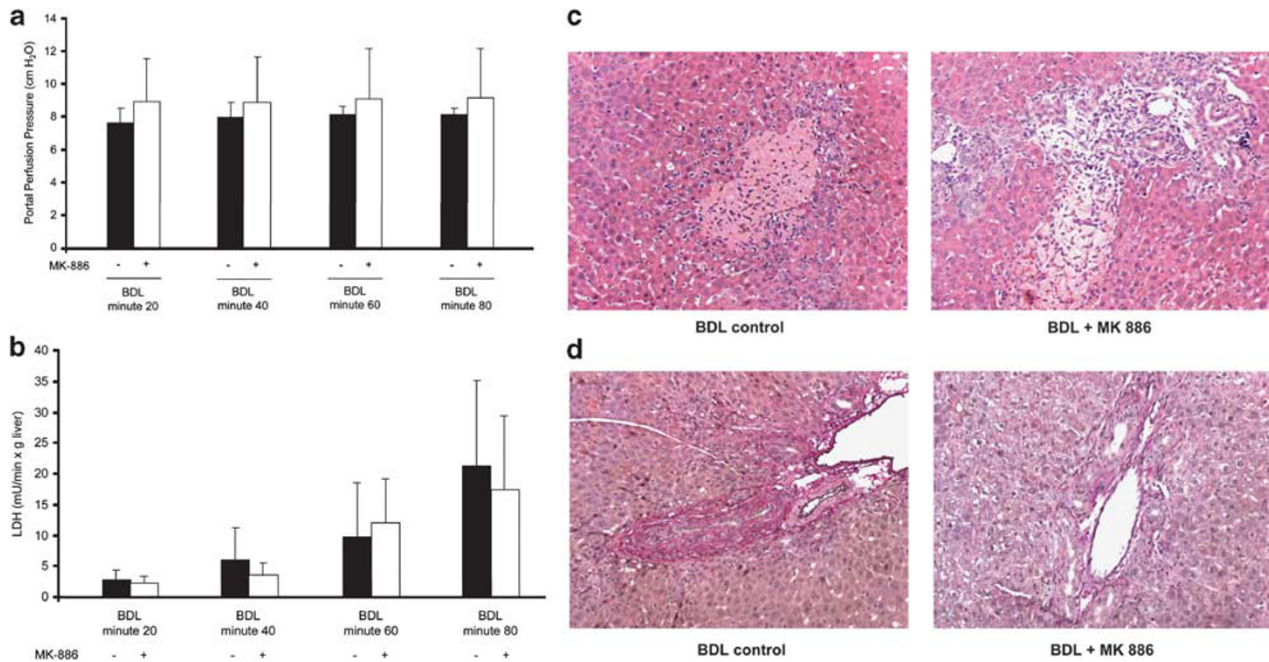 a
Portal Perfusion Pressure (cm H₂O)
14
12
10
8
6
4
2
0
MK-886 - + - + - + - +
BDL BDL BDL BDL
minute 20 minute 40 minute 60 minute 80
b
LDH (mU/min x g liver)
40
35
30
25
20
15
10
5
0
BDL BDL BDL BDL
minute 20 minute 40 minute 60 minute 80
MK-886 - + - + - + - +
c
BDL control BDL + MK 886
d
BDL control BDL + MK 886